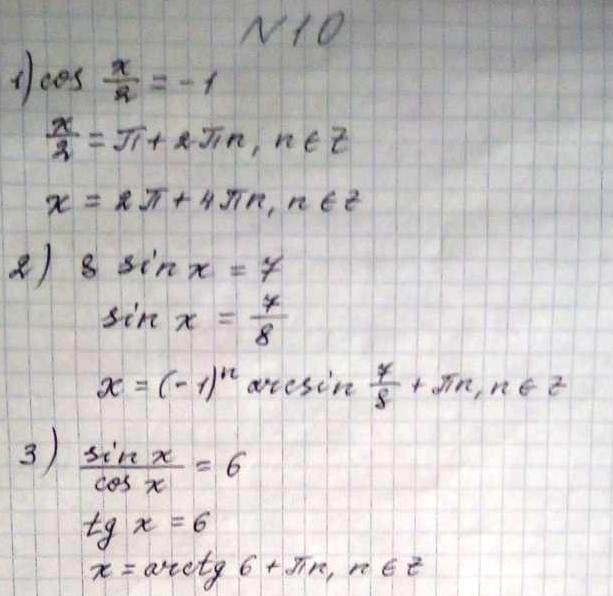 N10
1) cos x/2 = -1
x/2 = π + 2πn, n ∈ Z
x = 2π + 4πn, n ∈ Z
2) 8 sin x = 7
sin x = 7/8
x = (-1)^n arcsin 7/8 + πn, n ∈ Z
3) sin x / cos x = 6
tg x = 6
x = arctg 6 + πn, n ∈ Z